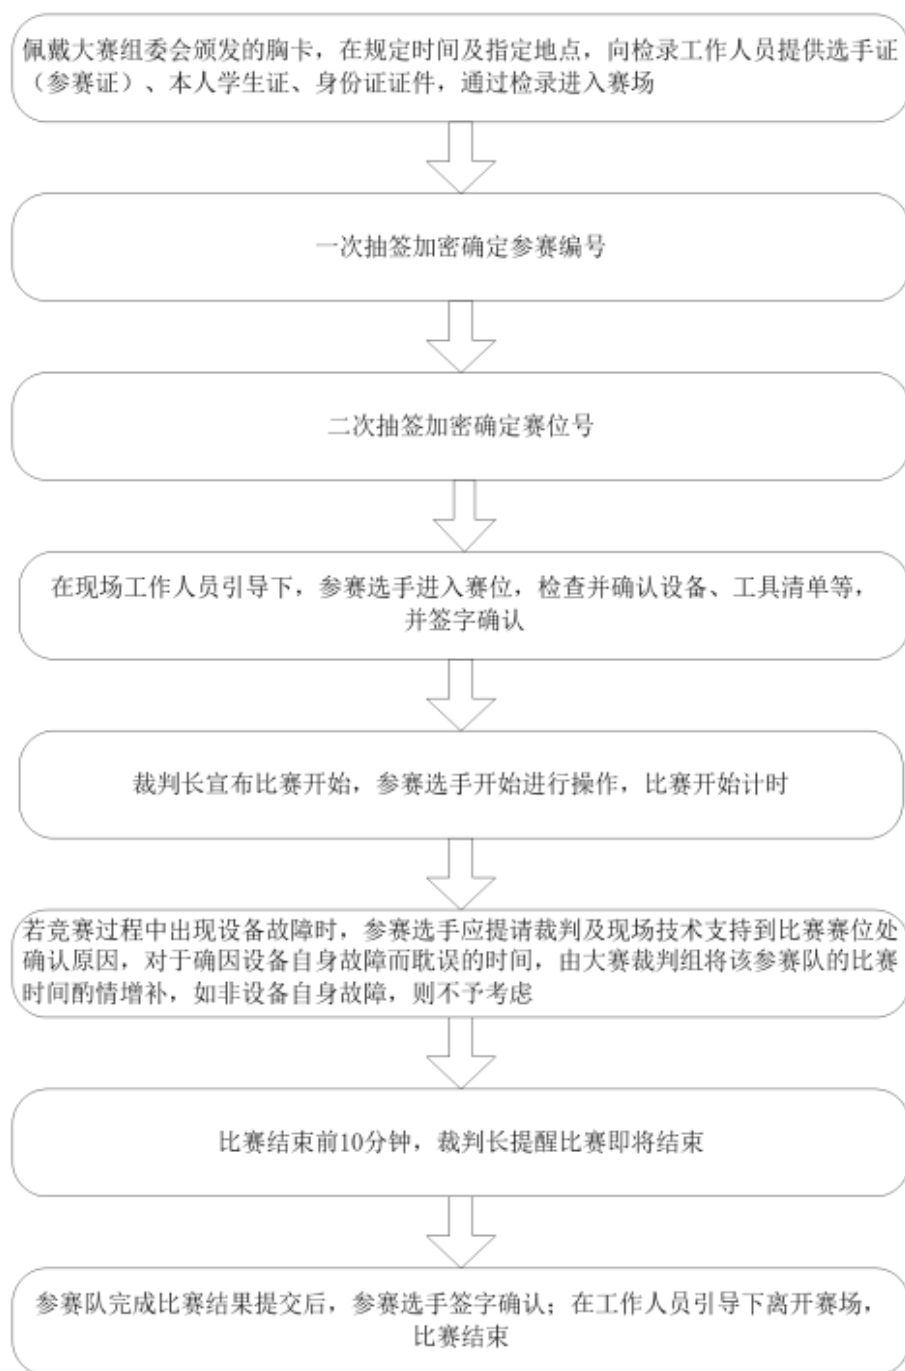 佩戴大赛组委会颁发的胸卡，在规定时间及指定地点，向检录工作人员提供选手证
（参赛证）、本人学生证、身份证证件，通过检录进入赛场
一次抽签加密确定参赛编号
二次抽签加密确定赛位号
在现场工作人员引导下，参赛选手进入赛位，检查并确认设备、工具清单等，
并签字确认
裁判长宣布比赛开始，参赛选手开始进行操作，比赛开始计时
若竞赛过程中出现设备故障时，参赛选手应提请裁判及现场技术支持到比赛赛位处
确认原因，对于确因设备自身故障而耽误的时间，由大赛裁判组将该参赛队的比赛
时间酌情增补，如非设备自身故障，则不予考虑
比赛结束前10分钟，裁判长提醒比赛即将结束
参赛队完成比赛结果提交后，参赛选手签字确认；在工作人员引导下离开赛场，
比赛结束